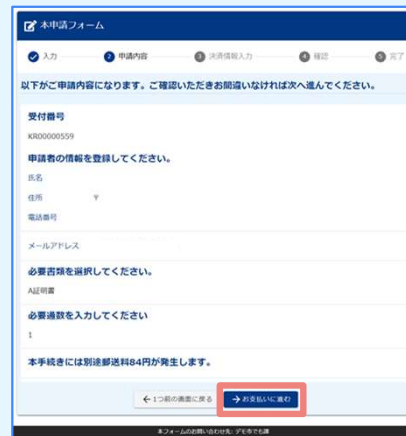 本申請フォーム
入力 2 申請内容 3 決済情報入力 4 確認 5 完了
以下がご申請内容になります。ご確認いただきお間違いなければ次へ進んでください。
受付番号
KR00000559
申請者の情報を登録してください。
氏名
住所 〒
電話番号
メールアドレス
必要書類を選択してください。
A証明書
必要通数を入力してください
1
本手続きには別途郵送料84円が発生します。
←1つ前の画面に戻る →お支払いに進む
本フォームのお問い合わせ先: デモ市でも課